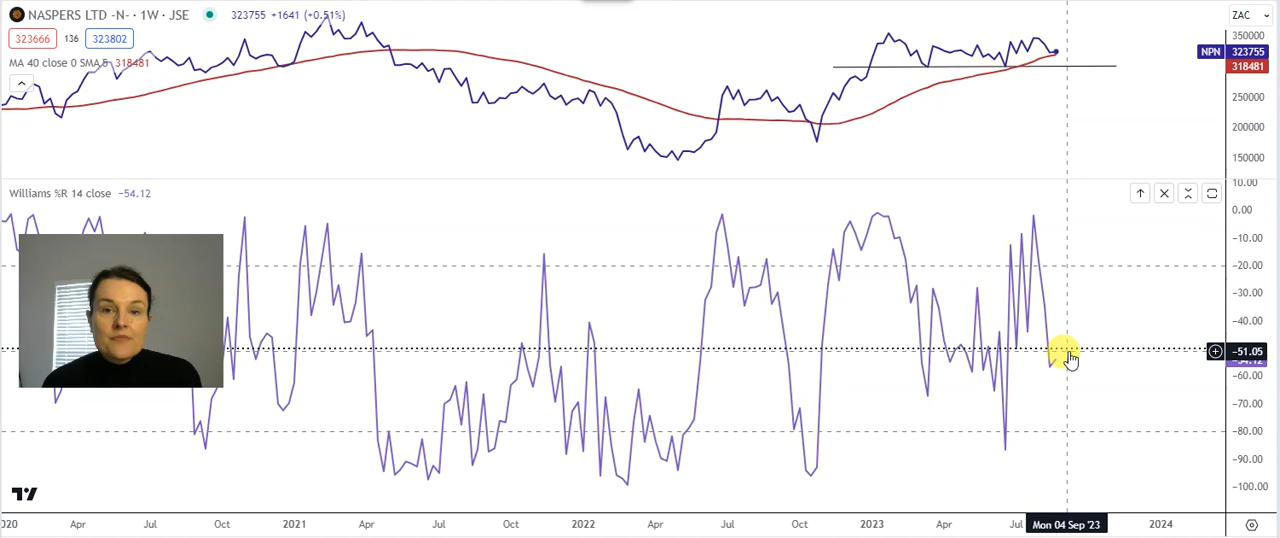 NASPERS LTD -N- · 1W · JSE 323755 +1641 (+0.51%)
ZAC
323666 136 323802
MA 40 close 0 SMA 5 318481
350000
NPN 323755
318481
250000
200000
150000
Williams %R 14 close −54.12
10.00
0.00
−10.00
−20.00
−30.00
−40.00
−51.05
−60.00
−70.00
−80.00
−90.00
−100.00
2020 Apr Jul Oct 2021 Apr Jul Oct 2022 Apr Jul Oct 2023 Apr Jul Mon 04 Sep '23 2024